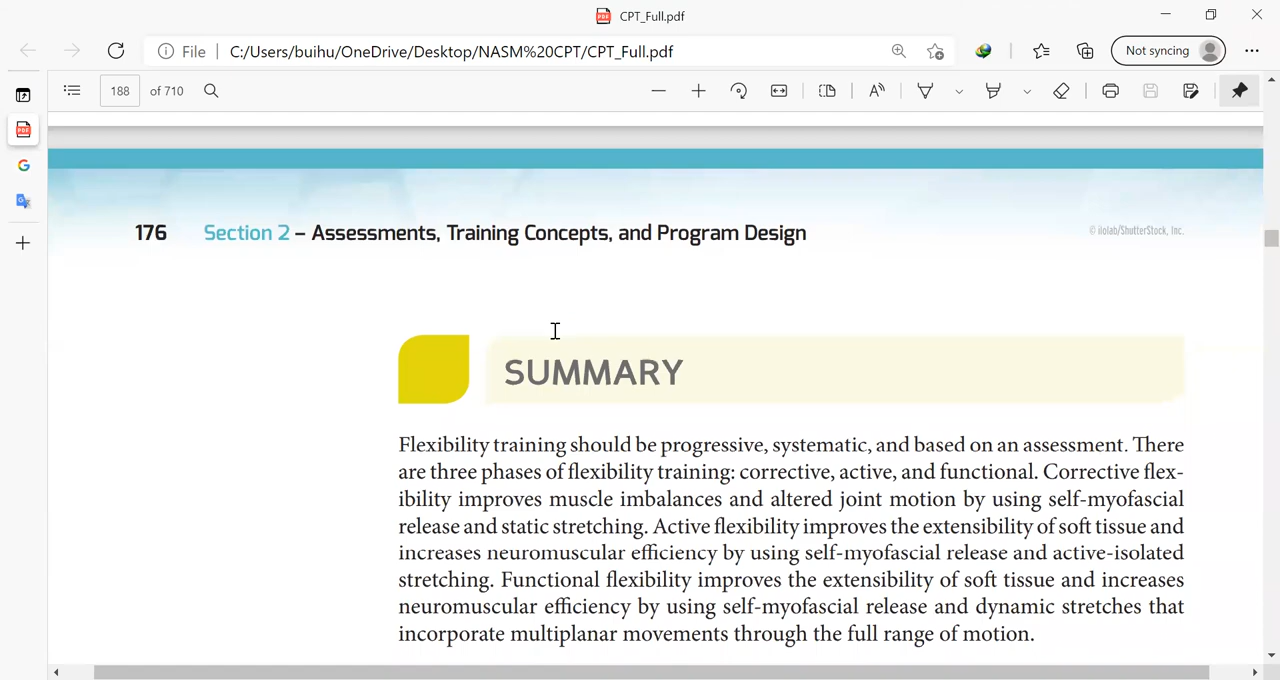 CPT_Full.pdf
File C:/Users/buihu/OneDrive/Desktop/NASM%20CPT/CPT_Full.pdf Not syncing
188 of 710
176 Section 2 – Assessments, Training Concepts, and Program Design © iiolab/ShutterStock, Inc.
SUMMARY
Flexibility training should be progressive, systematic, and based on an assessment. There
are three phases of flexibility training: corrective, active, and functional. Corrective flex-
ibility improves muscle imbalances and altered joint motion by using self-myofascial
release and static stretching. Active flexibility improves the extensibility of soft tissue and
increases neuromuscular efficiency by using self-myofascial release and active-isolated
stretching. Functional flexibility improves the extensibility of soft tissue and increases
neuromuscular efficiency by using self-myofascial release and dynamic stretches that
incorporate multiplanar movements through the full range of motion.